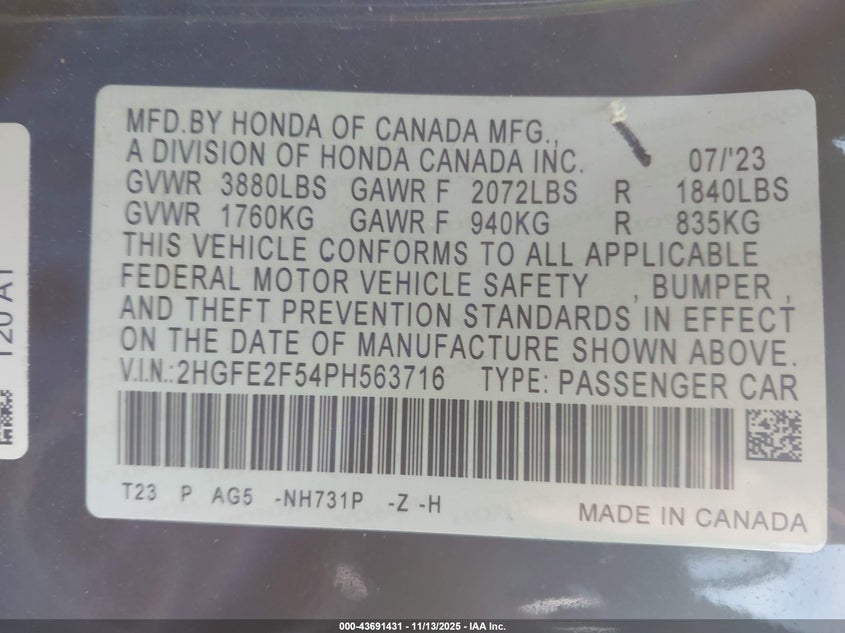 MFD.BY HONDA OF CANADA MFG.,
A DIVISION OF HONDA CANADA INC. 07/'23
GVWR 3880LBS GAWR F 2072LBS R 1840LBS
GVWR 1760KG GAWR F 940KG R 835KG
THIS VEHICLE CONFORMS TO ALL APPLICABLE
FEDERAL MOTOR VEHICLE SAFETY , BUMPER ,
AND THEFT PREVENTION STANDARDS IN EFFECT
ON THE DATE OF MANUFACTURE SHOWN ABOVE.
V.I.N.:2HGFE2F54PH563716 TYPE: PASSENGER CAR
T23 P AG5 -NH731P -Z -H
MADE IN CANADA
000-43691431 - 11/13/2025 - IAA Inc.